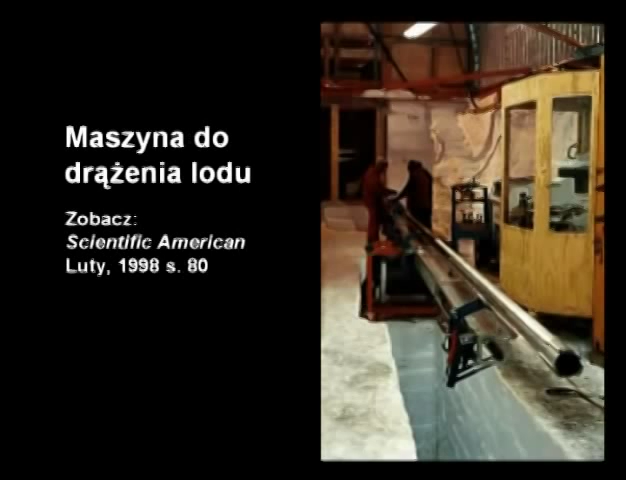 Maszyna do
drążenia lodu
Zobacz:
Scientific American
Luty, 1998 s. 80